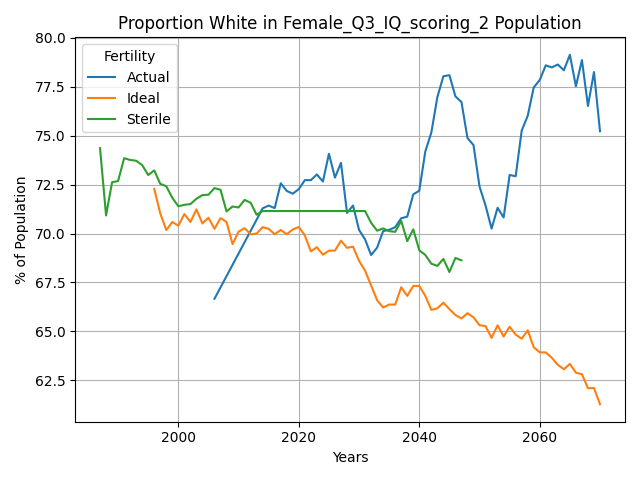 Proportion White in Female_Q3_IQ_scoring_2 Population
Fertility
Actual
Ideal
Sterile
% of Population
80.0
77.5
75.0
72.5
70.0
67.5
65.0
62.5
2000
2020
2040
2060
Years